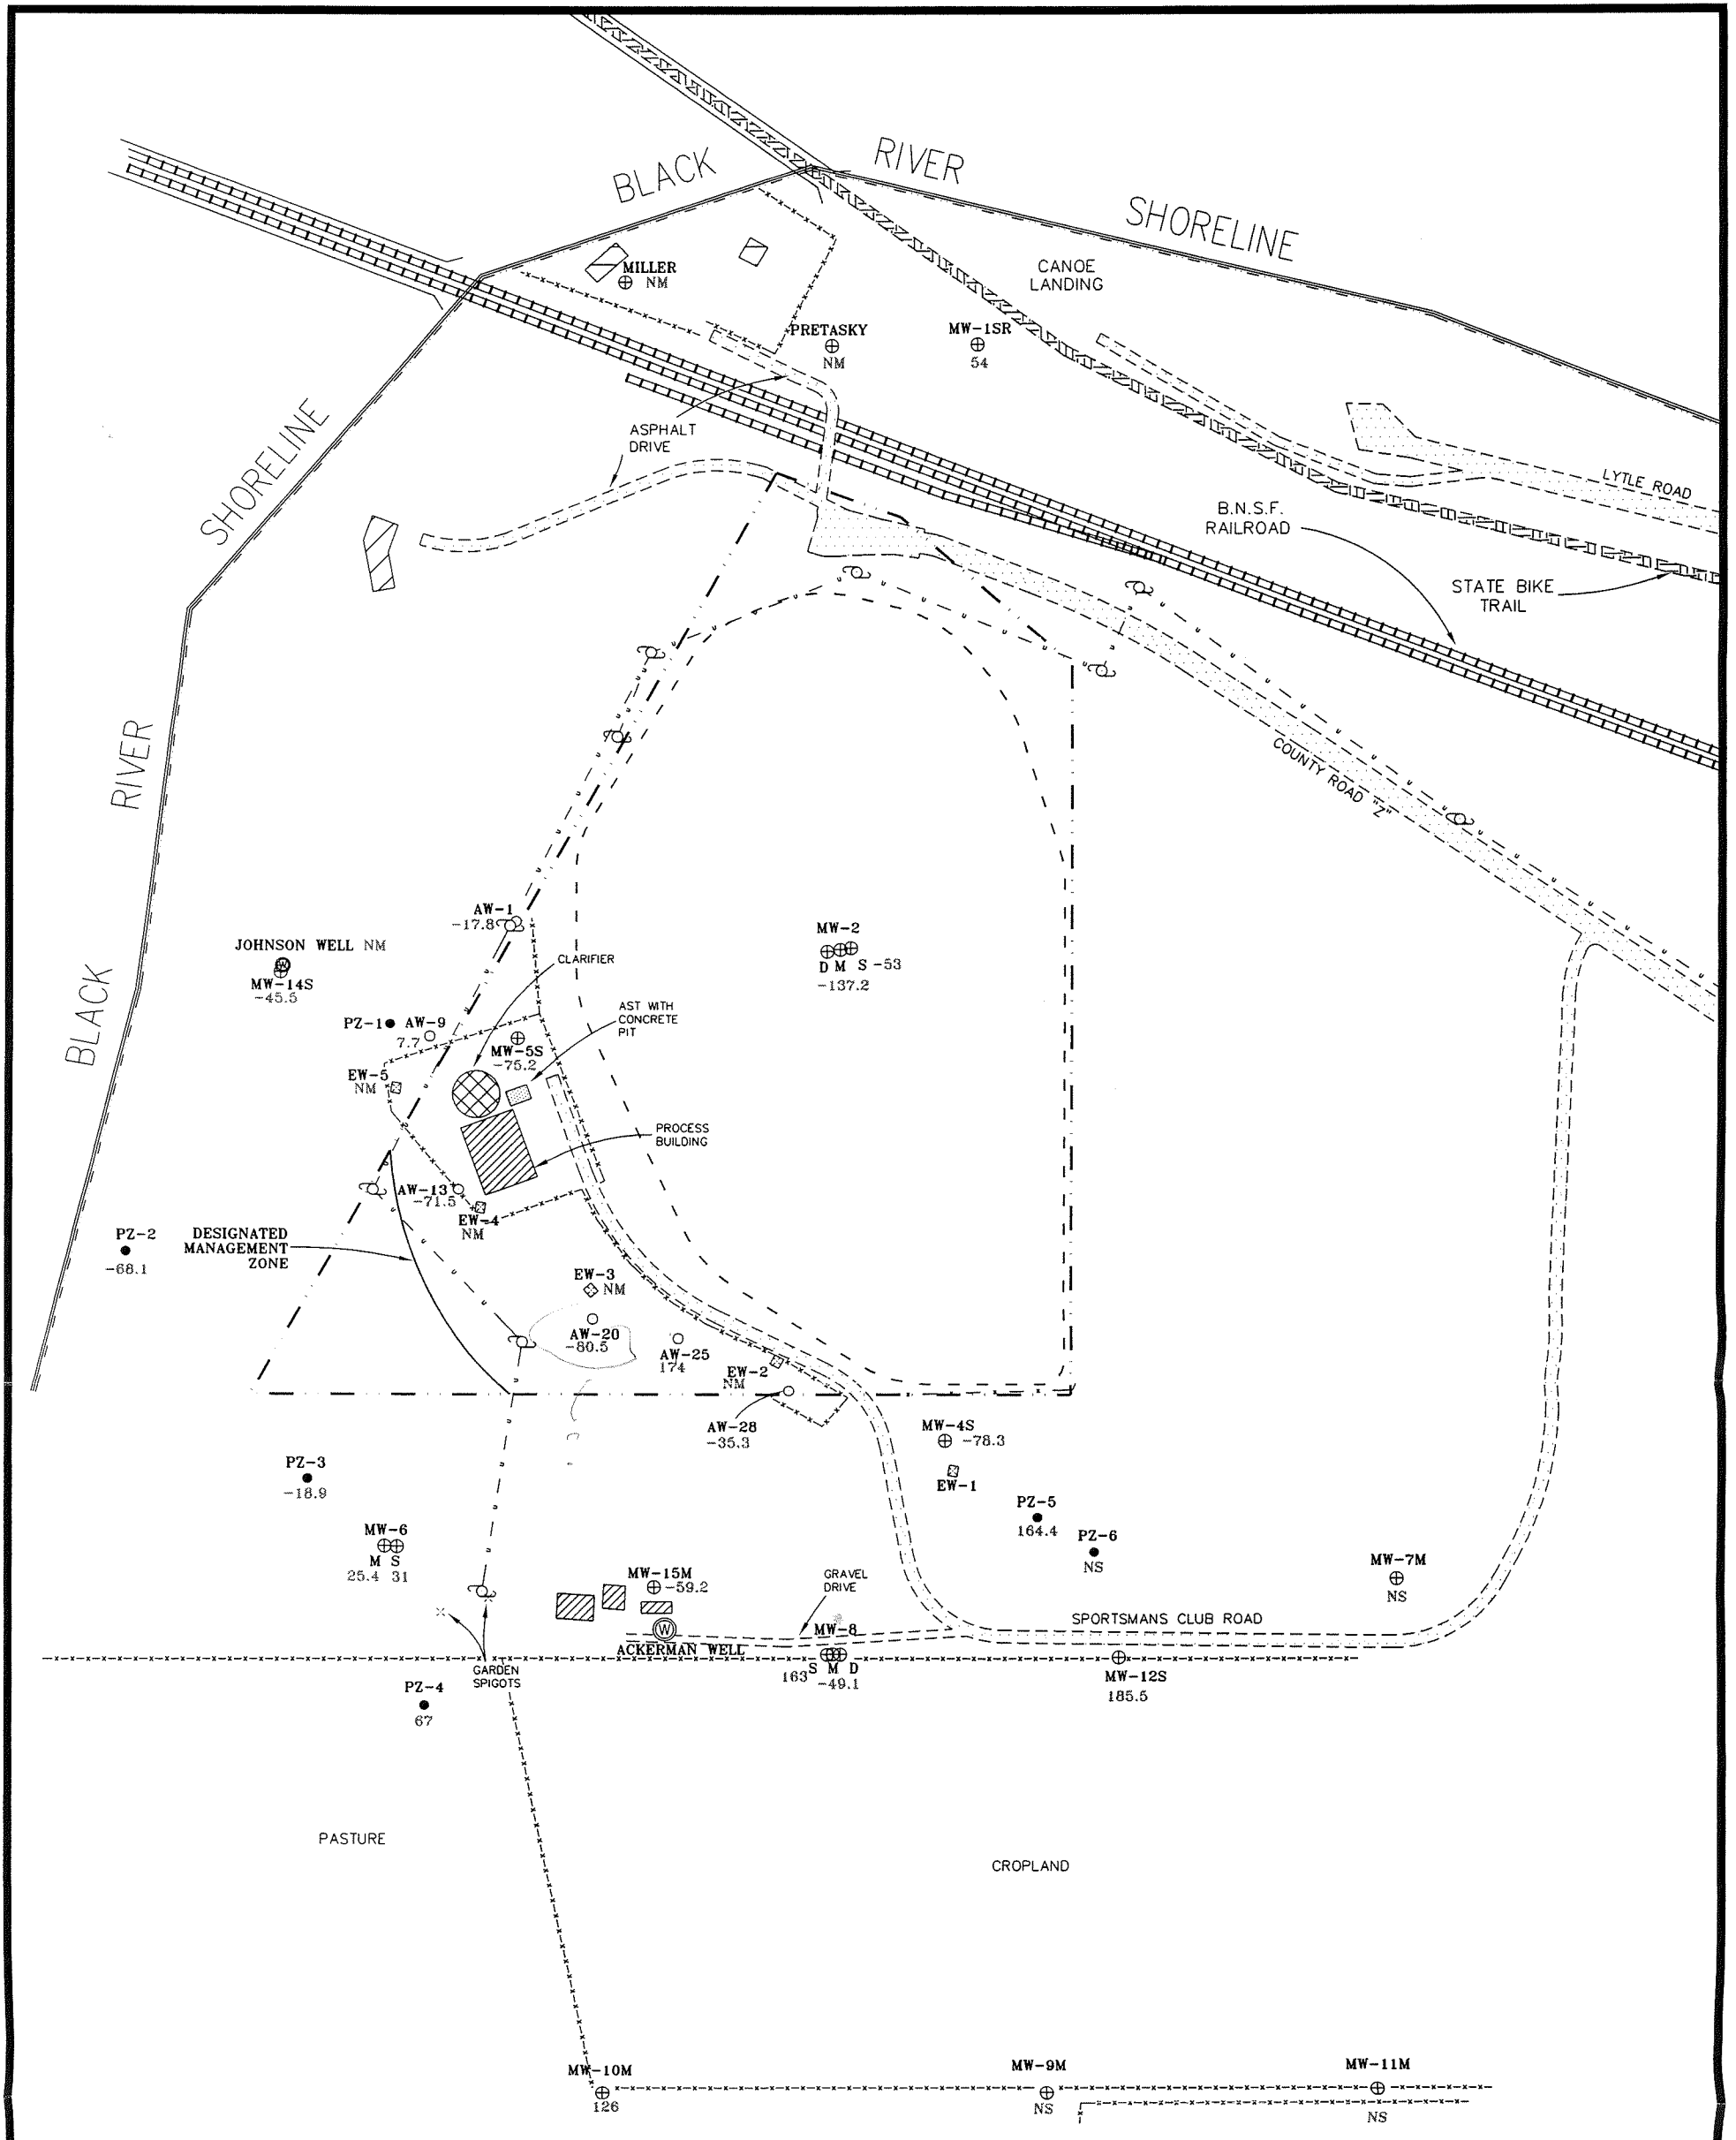 BLACK
RIVER
SHORELINE
CANOE
LANDING
MILLER
NM
PRETASKY
NM
MW-1SR
54
ASPHALT
DRIVE
SHORELINE
LYTLE ROAD
B.N.S.F.
RAILROAD
STATE BIKE
TRAIL
RIVER
COUNTY ROAD "Z"
BLACK
AW-1
-17.8
JOHNSON WELL NM
MW-14S
-45.5
CLARIFIER
MW-2
D M S -53
-137.2
AST WITH
CONCRETE
PIT
PZ-1
AW-9
7.7
MW-5S
-75.2
EW-5
NM
PROCESS
BUILDING
AW-13
-71.5
EW-4
NM
PZ-2
-68.1
DESIGNATED
MANAGEMENT
ZONE
EW-3
NM
AW-20
-80.5
AW-25
174
EW-2
NM
AW-28
-35.3
MW-4S
-78.3
EW-1
PZ-3
-18.9
PZ-5
164.4
PZ-6
NS
MW-6
M S
25.4 31
MW-15M
-59.2
GRAVEL
DRIVE
MW-7M
NS
SPORTSMANS CLUB ROAD
W
ACKERMAN WELL
MW-8
S M D
163
-49.1
MW-12S
185.5
GARDEN
SPIGOTS
PZ-4
67
PASTURE
CROPLAND
MW-10M
126
MW-9M
NS
MW-11M
NS